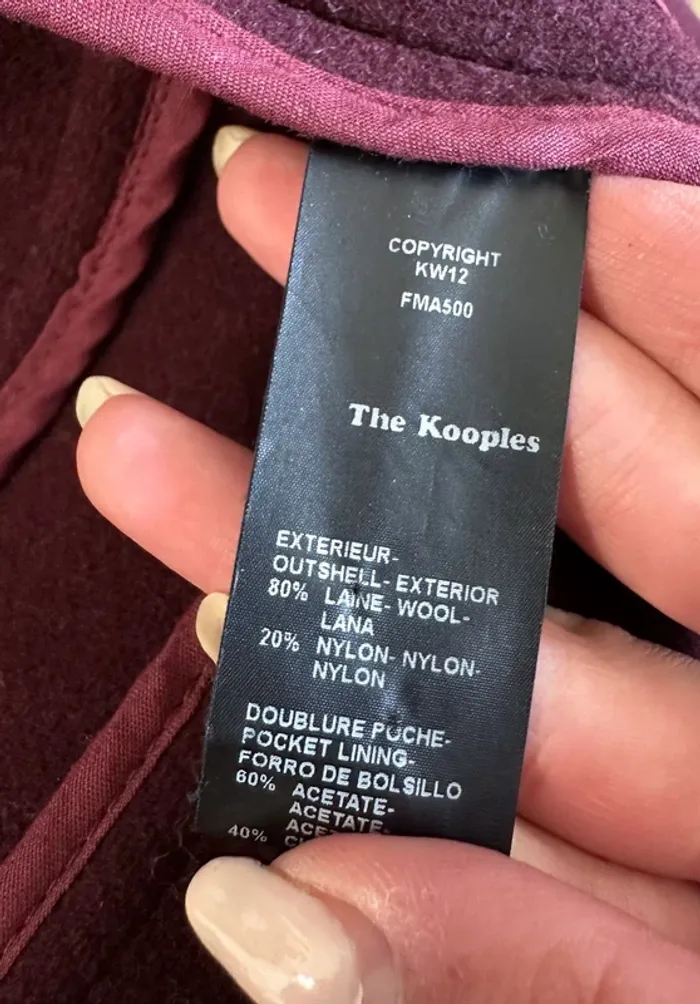 COPYRIGHT
KW12
FMA500
The Kooples
EXTERIEUR-
OUTSHELL- EXTERIOR
80% LAINE- WOOL-
LANA
20% NYLON- NYLON-
NYLON
DOUBLURE POCHE-
POCKET LINING-
FORRO DE BOLSILLO
60% ACETATE-
ACETATE-
40%